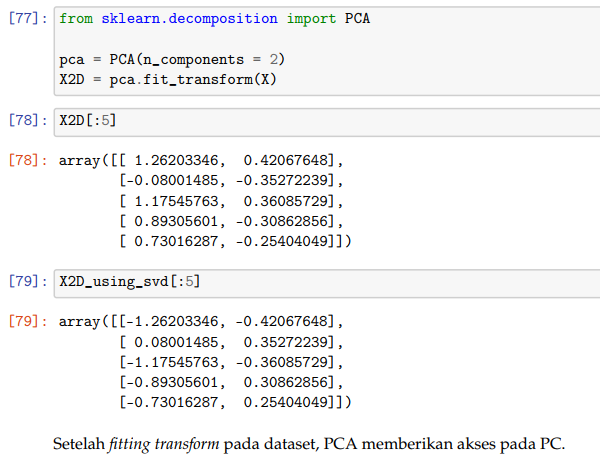 [77]: from sklearn.decomposition import PCA
pca = PCA(n_components = 2)
X2D = pca.fit_transform(X)
[78]: X2D[:5]
[78]: array([[ 1.26203346, 0.42067648],
[-0.08001485, -0.35272239],
[ 1.17545763, 0.36085729],
[ 0.89305601, -0.30862856],
[ 0.73016287, -0.25404049]])
[79]: X2D_using_svd[:5]
[79]: array([[-1.26203346, -0.42067648],
[ 0.08001485, 0.35272239],
[-1.17545763, -0.36085729],
[-0.89305601, 0.30862856],
[-0.73016287, 0.25404049]])
Setelah fitting transform pada dataset, PCA memberikan akses pada PC.